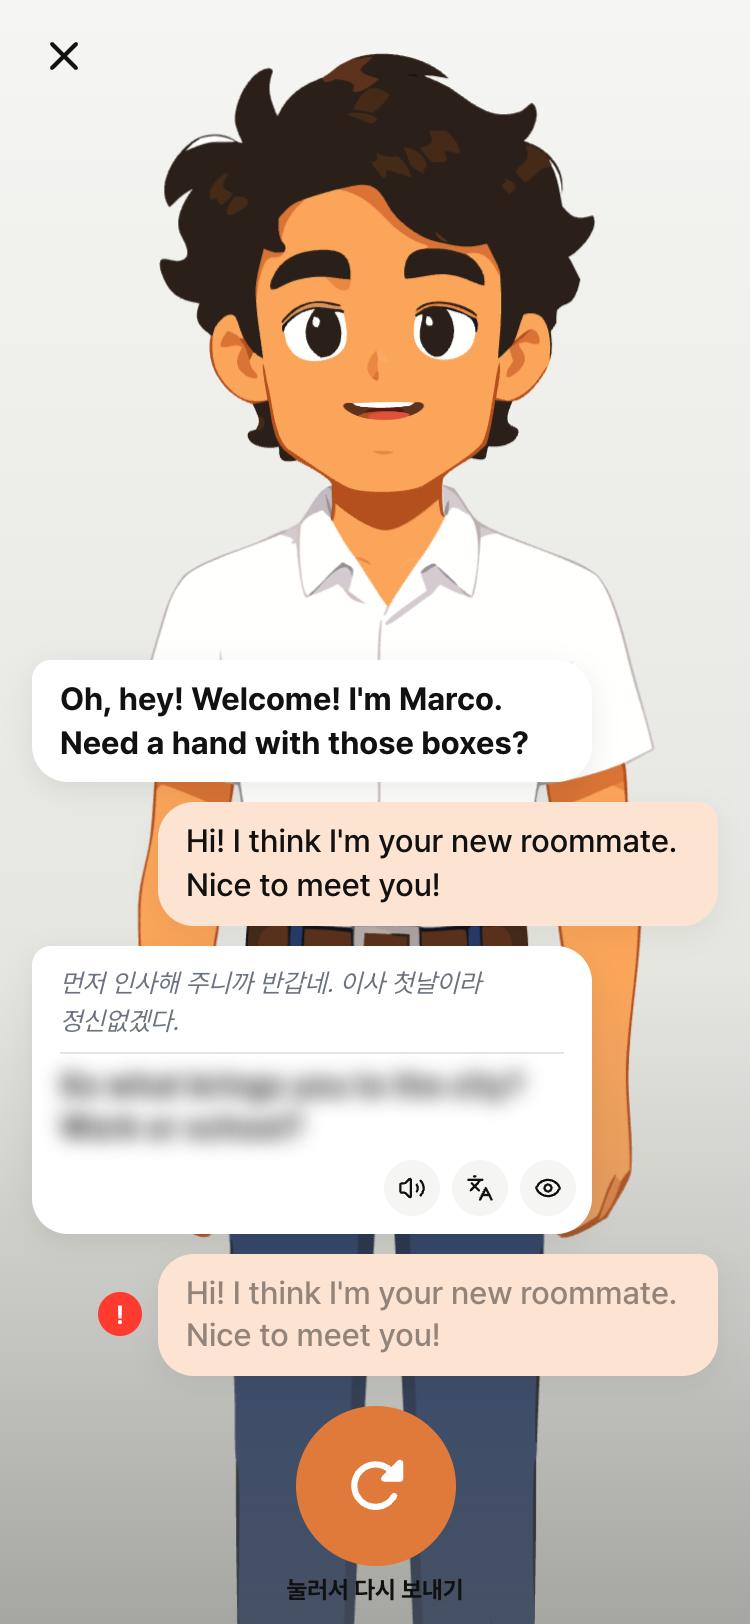 Oh, hey! Welcome! I'm Marco.
Need a hand with those boxes?
Hi! I think I'm your new roommate.
Nice to meet you!
먼저 인사해 주니까 반갑네. 이사 첫날이라
정신없겠다.
Hi! I think I'm your new roommate.
Nice to meet you!
눌러서 다시 보내기